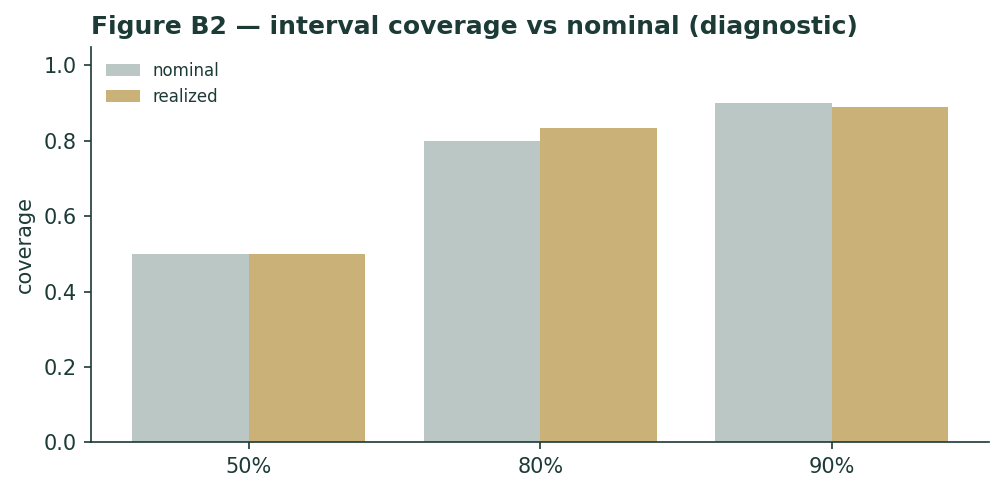 Figure B2 — interval coverage vs nominal (diagnostic)
nominal
realized
coverage
1.0
0.8
0.6
0.4
0.2
0.0
50%
80%
90%